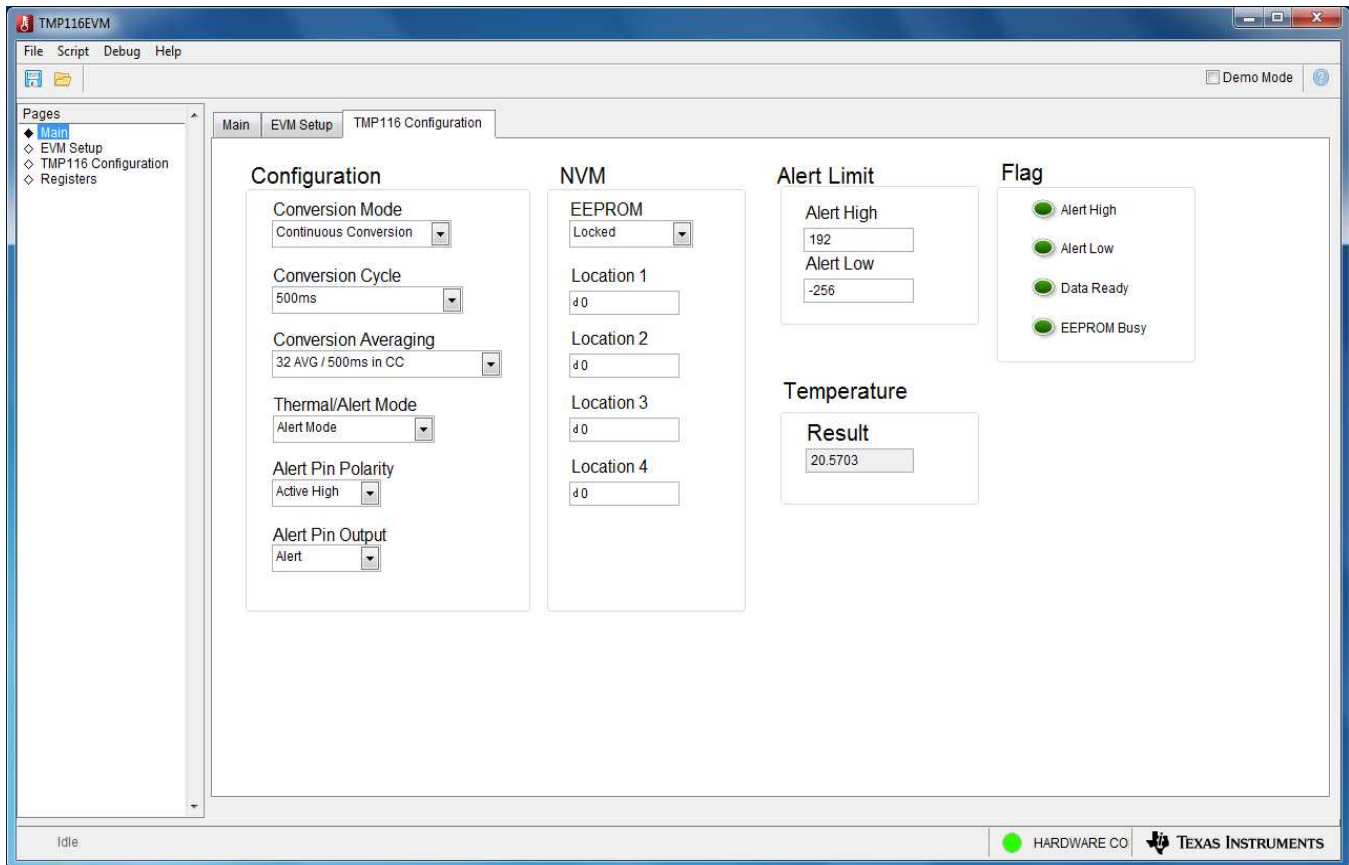 TMP116EVM
File Script Debug Help
Demo Mode
Pages
Main
EVM Setup
TMP116 Configuration
Registers
Main EVM Setup TMP116 Configuration
Configuration
Conversion Mode
Continuous Conversion
Conversion Cycle
500ms
Conversion Averaging
32 AVG / 500ms in CC
Thermal/Alert Mode
Alert Mode
Alert Pin Polarity
Active High
Alert Pin Output
Alert
NVM
EEPROM
Locked
Location 1
d 0
Location 2
d 0
Location 3
d 0
Location 4
d 0
Alert Limit
Alert High
192
Alert Low
-256
Temperature
Result
20.5703
Flag
Alert High
Alert Low
Data Ready
EEPROM Busy
Idle
HARDWARE CO
TEXAS INSTRUMENTS